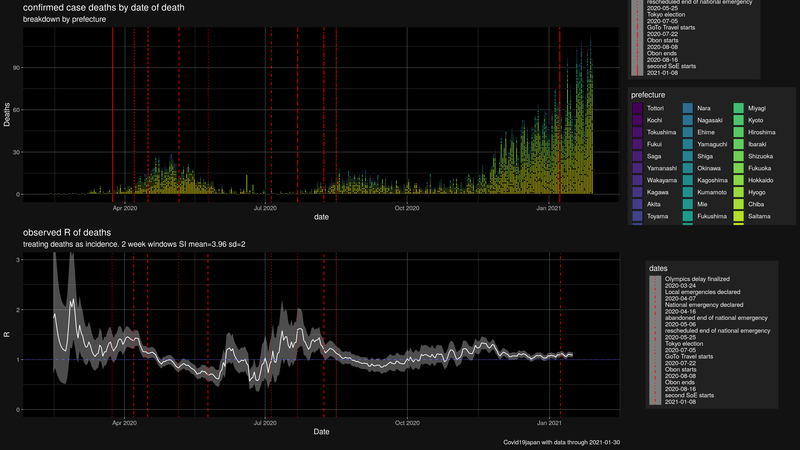 confirmed case deaths by date of death
breakdown by prefecture
Deaths
90
60
30
0
Apr 2020
Jul 2020
Oct 2020
Jan 2021
date
rescheduled end of national emergency
2020-05-25
Tokyo election
2020-07-05
GoTo Travel starts
2020-07-22
Obon starts
2020-08-08
Obon ends
2020-08-16
second SoE starts
2021-01-08
prefecture
Tottori Nara Miyagi
Kochi Nagasaki Kyoto
Tokushima Ehime Hiroshima
Fukui Yamaguchi Ibaraki
Saga Shiga Shizuoka
Yamanashi Okinawa Fukuoka
Wakayama Kagoshima Hokkaido
Kagawa Kumamoto Hyogo
Akita Mie Chiba
Toyama Fukushima Saitama
observed R of deaths
treating deaths as incidence. 2 week windows SI mean=3.96 sd=2
R
3
2
1
0
Apr 2020
Jul 2020
Oct 2020
Jan 2021
Date
dates
Olympics delay finalized
2020-03-24
Local emergencies declared
2020-04-07
National emergency declared
2020-04-16
abandoned end of national emergency
2020-05-06
rescheduled end of national emergency
2020-05-25
Tokyo election
2020-07-05
GoTo Travel starts
2020-07-22
Obon starts
2020-08-08
Obon ends
2020-08-16
second SoE starts
2021-01-08
Covid19japan with data through 2021-01-30